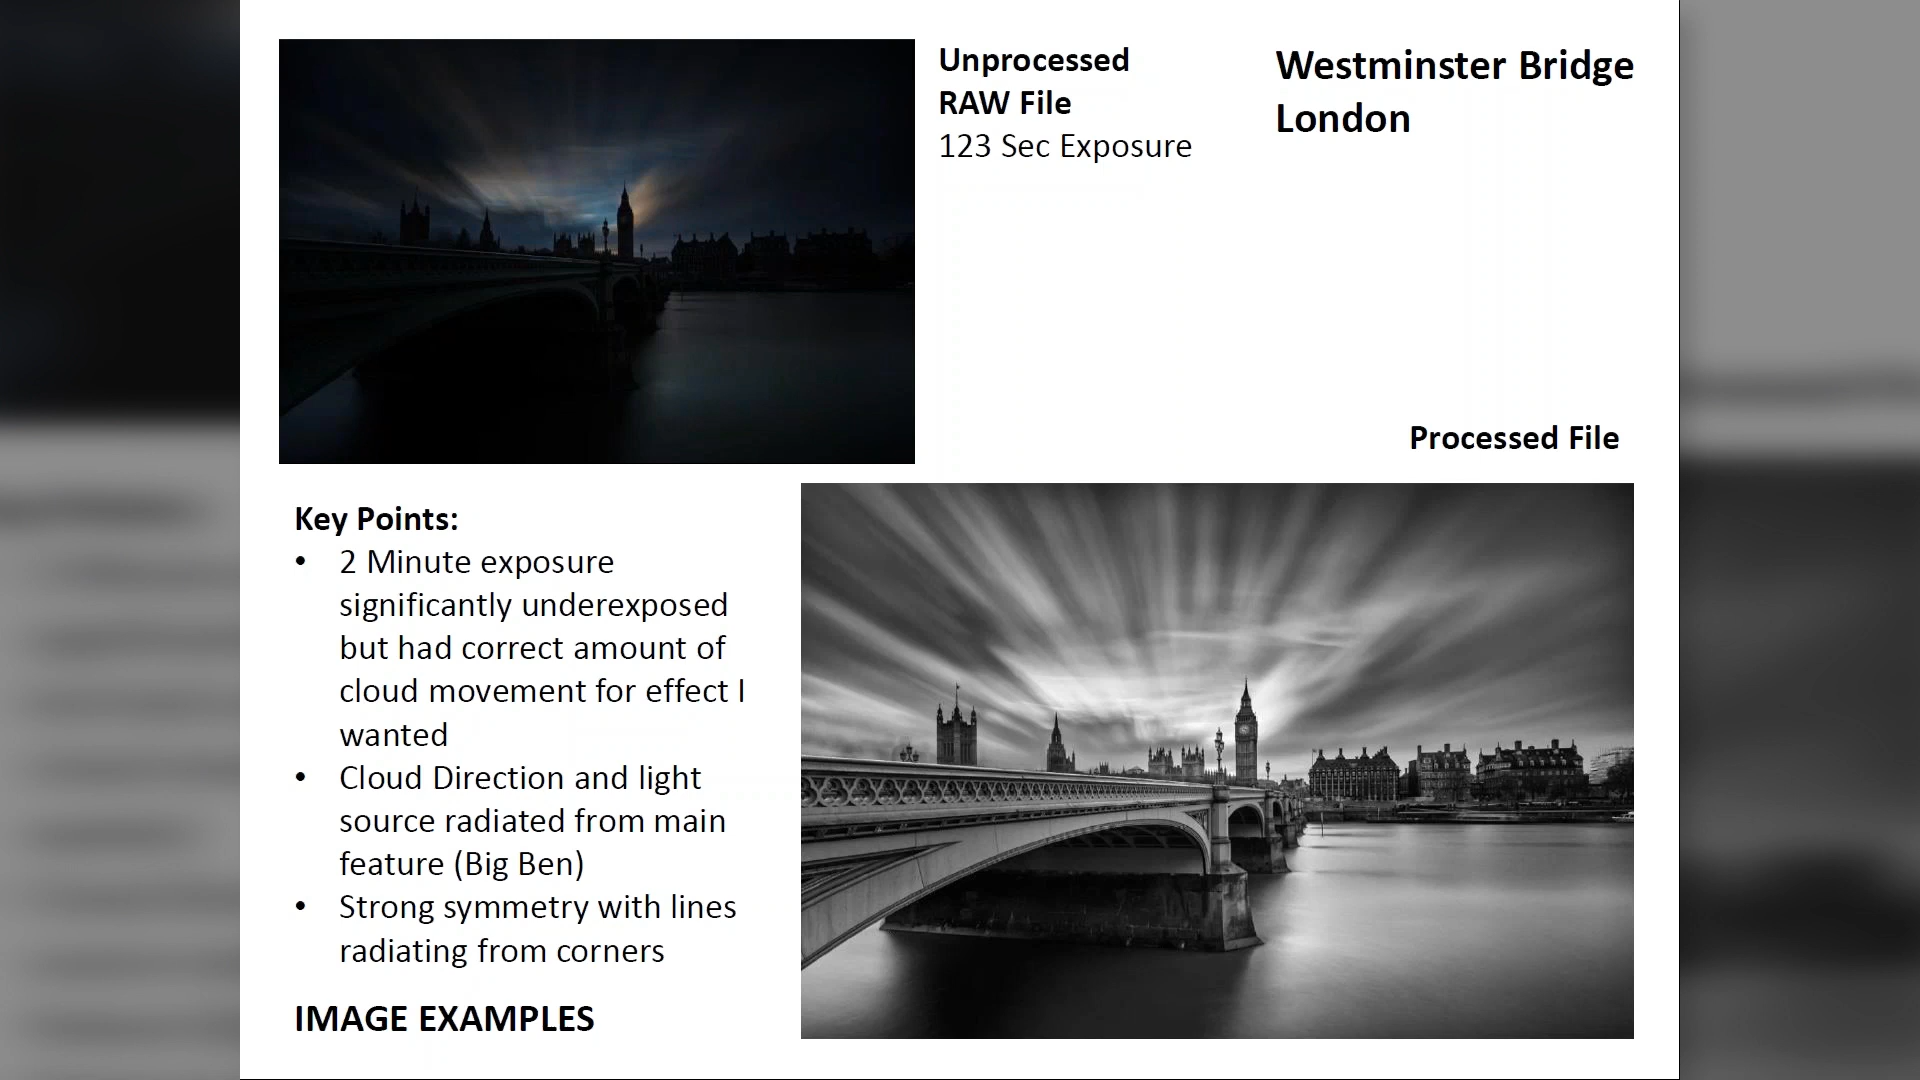 Unprocessed
RAW File
123 Sec Exposure
Westminster Bridge
London
Processed File
Key Points:
• 2 Minute exposure
significantly underexposed
but had correct amount of
cloud movement for effect I
wanted
• Cloud Direction and light
source radiated from main
feature (Big Ben)
• Strong symmetry with lines
radiating from corners
IMAGE EXAMPLES